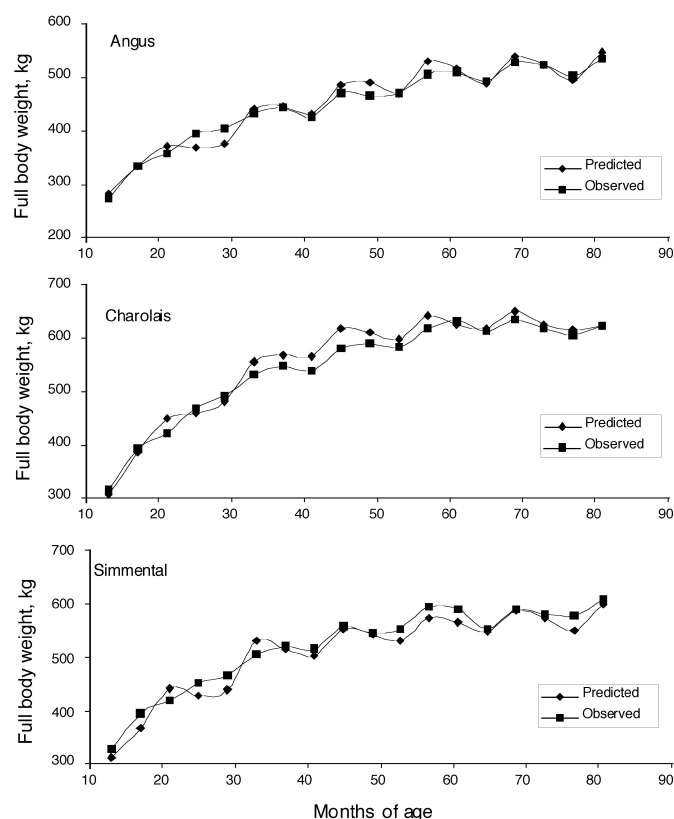 600
Angus
500
400
300
200
Full body weight, kg
Predicted
Observed
10 20 30 40 50 60 70 80 90
700
Charolais
600
500
400
300
Full body weight, kg
Predicted
Observed
10 20 30 40 50 60 70 80 90
700
Simmental
600
500
400
300
Full body weight, kg
Predicted
Observed
10 20 30 40 50 60 70 80 90
Months of age